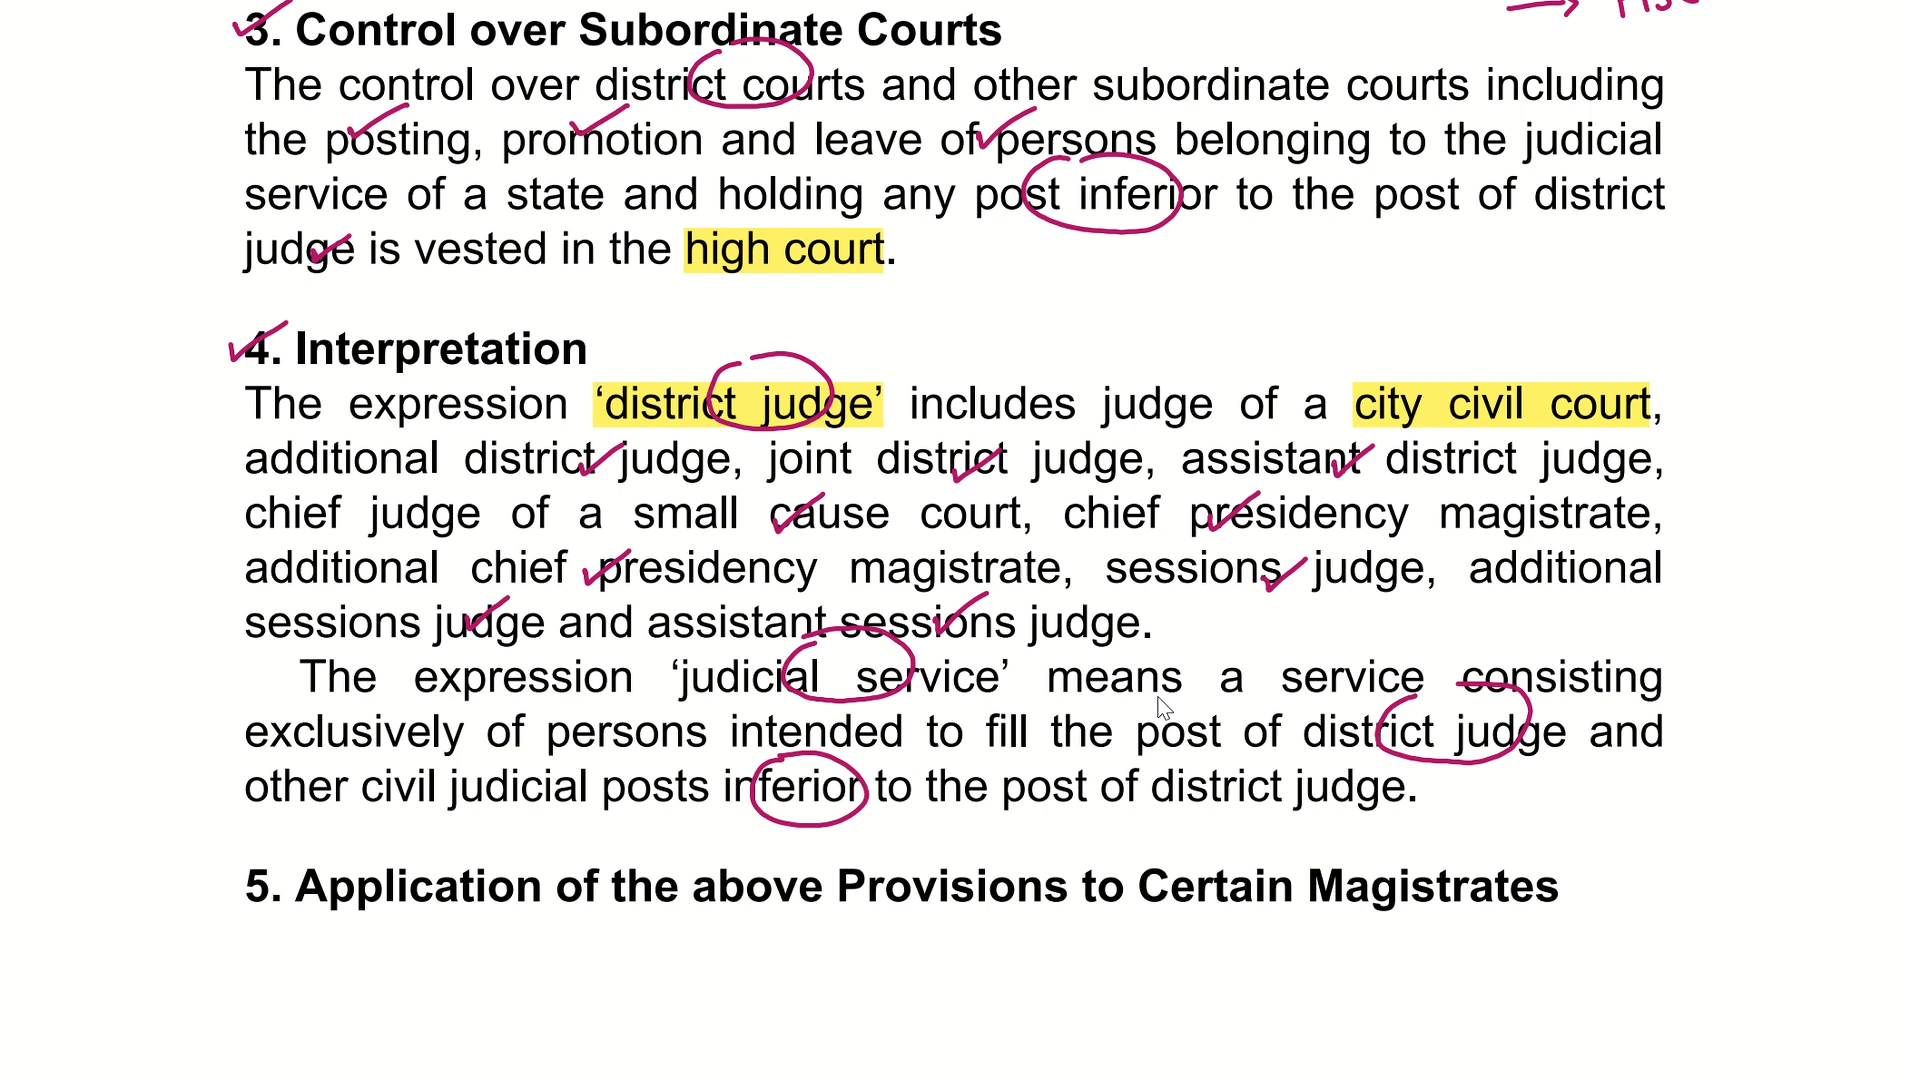 3. Control over Subordinate Courts
The control over district courts and other subordinate courts including
the posting, promotion and leave of persons belonging to the judicial
service of a state and holding any post inferior to the post of district
judge is vested in the high court.
4. Interpretation
The expression ‘district judge’ includes judge of a city civil court,
additional district judge, joint district judge, assistant district judge,
chief judge of a small cause court, chief presidency magistrate,
additional chief presidency magistrate, sessions judge, additional
sessions judge and assistant sessions judge.
The expression ‘judicial service’ means a service consisting
exclusively of persons intended to fill the post of district judge and
other civil judicial posts inferior to the post of district judge.
5. Application of the above Provisions to Certain Magistrates